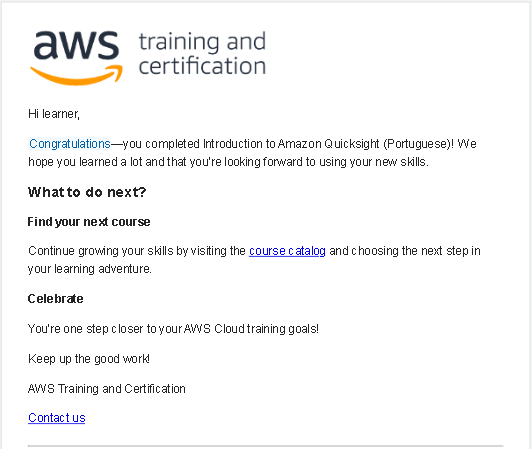 aws training and
certification
Hi learner,
Congratulations—you completed Introduction to Amazon Quicksight (Portuguese)! We
hope you learned a lot and that you're looking forward to using your new skills.
What to do next?
Find your next course
Continue growing your skills by visiting the course catalog and choosing the next step in
your learning adventure.
Celebrate
You're one step closer to your AWS Cloud training goals!
Keep up the good work!
AWS Training and Certification
Contact us